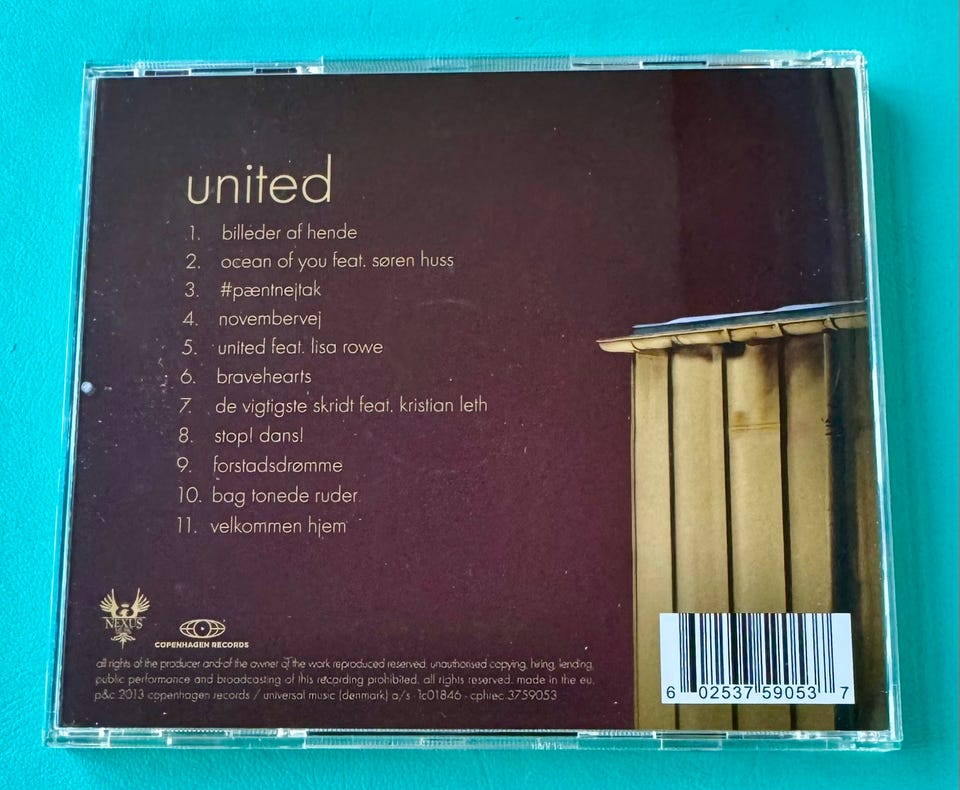 united
1. billeder af hende
2. ocean of you feat. søren huss
3. #pæntnejtak
4. novembervej
5. united feat. lisa rowe
6. bravehearts
7. de vigtigste skridt feat. kristian leth
8. stop! dans!
9. forstadsdrømme
10. bag tonede ruder
11. velkommen hjem
NEXUS
COPENHAGEN RECORDS
all rights of the producer and of the owner of the work reproduced reserved. unauthorised copying, hiring, lending,
public performance and broadcasting of this recording prohibited. all rights reserved. made in the eu.
p&c 2013 copenhagen records / universal music (denmark) a/s 1c01846 - cphrec 3759053
6 02537 59053 7